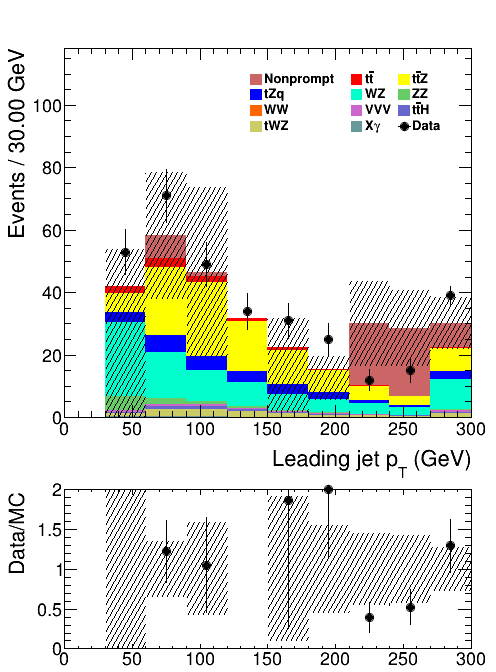 Events / 30.00 GeV
100
80
60
40
20
0
Nonprompt tt̄ tt̄Z
tZq WZ ZZ
WW VVV tt̄H
tWZ Xγ Data
0 50 100 150 200 250 300
Leading jet p_T (GeV)
Data/MC
2
1.5
1
0.5
0
0 50 100 150 200 250 300